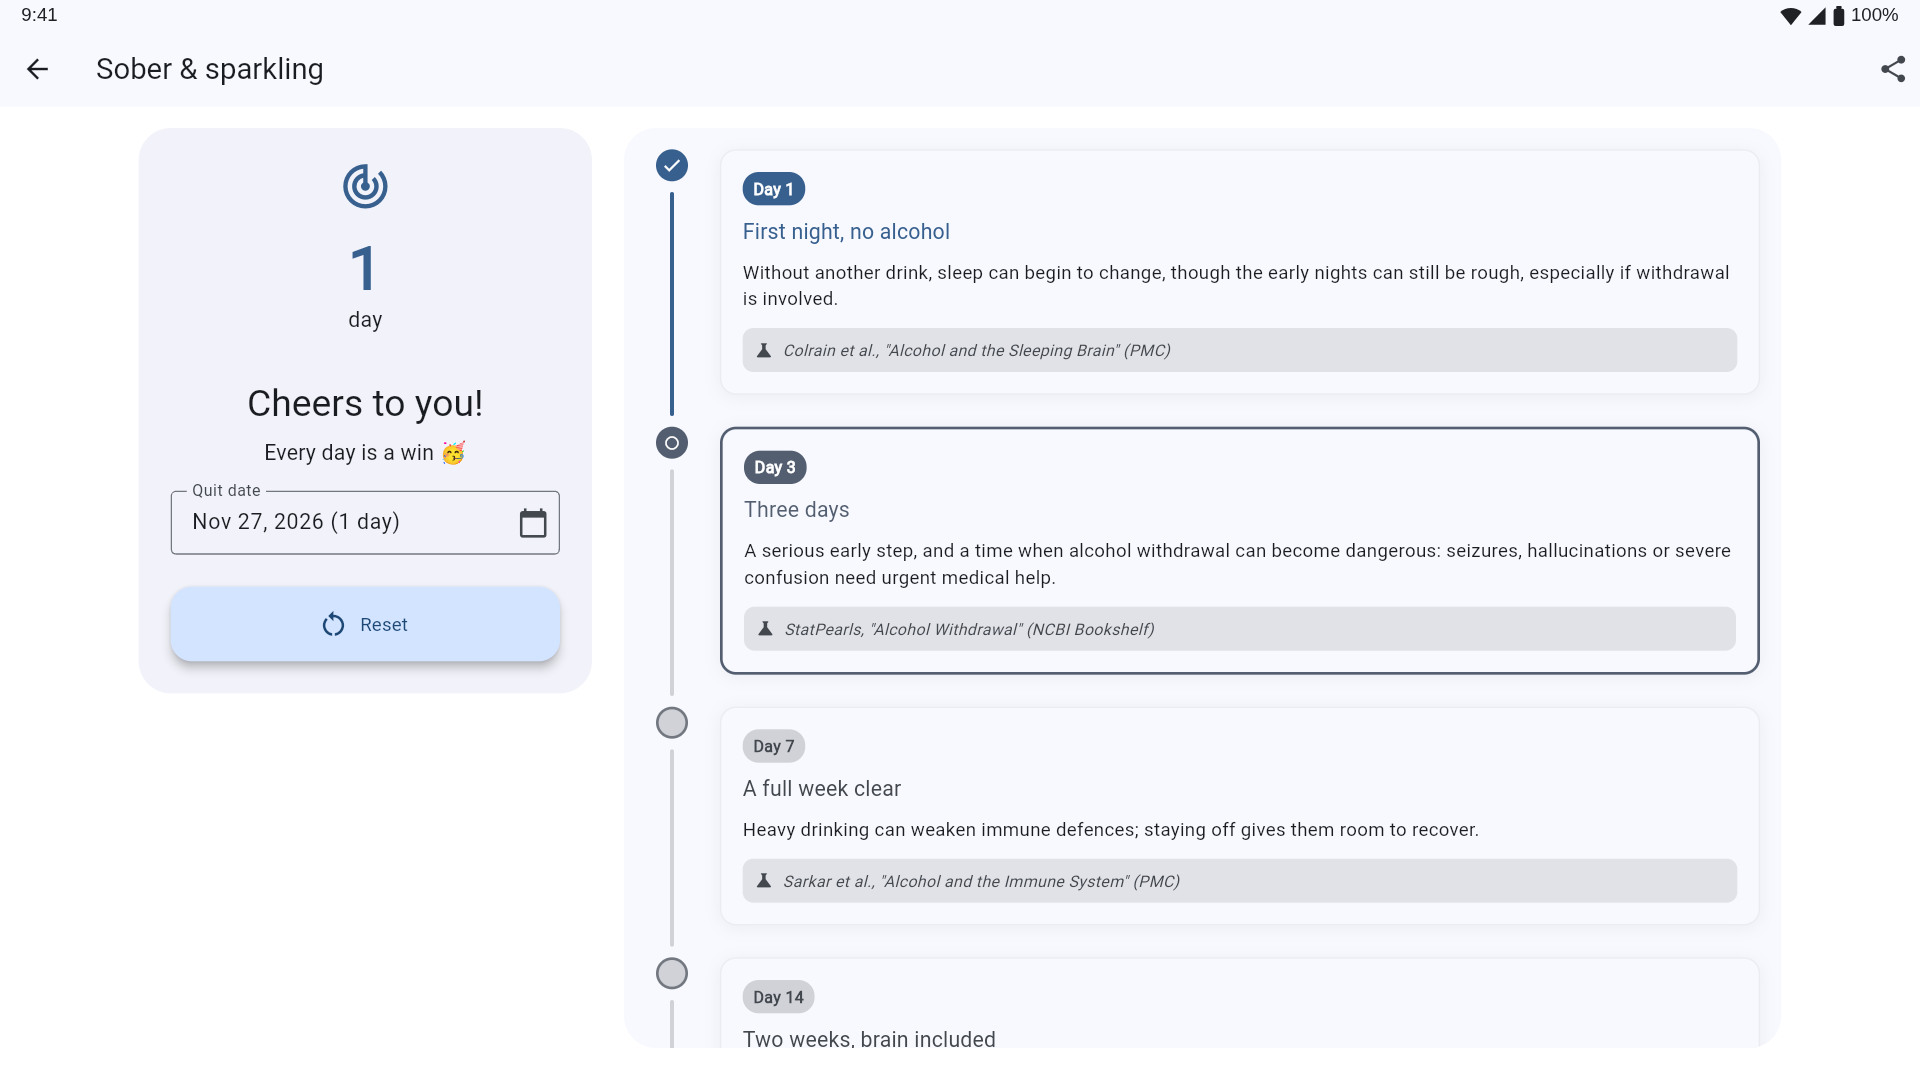 9:41
100%
Sober & sparkling
1
day
Cheers to you!
Every day is a win 🥳
Quit date
Nov 27, 2026 (1 day)
Reset
Day 1
First night, no alcohol
Without another drink, sleep can begin to change, though the early nights can still be rough, especially if withdrawal
is involved.
Colrain et al., "Alcohol and the Sleeping Brain" (PMC)
Day 3
Three days
A serious early step, and a time when alcohol withdrawal can become dangerous: seizures, hallucinations or severe
confusion need urgent medical help.
StatPearls, "Alcohol Withdrawal" (NCBI Bookshelf)
Day 7
A full week clear
Heavy drinking can weaken immune defences; staying off gives them room to recover.
Sarkar et al., "Alcohol and the Immune System" (PMC)
Day 14
Two weeks, brain included